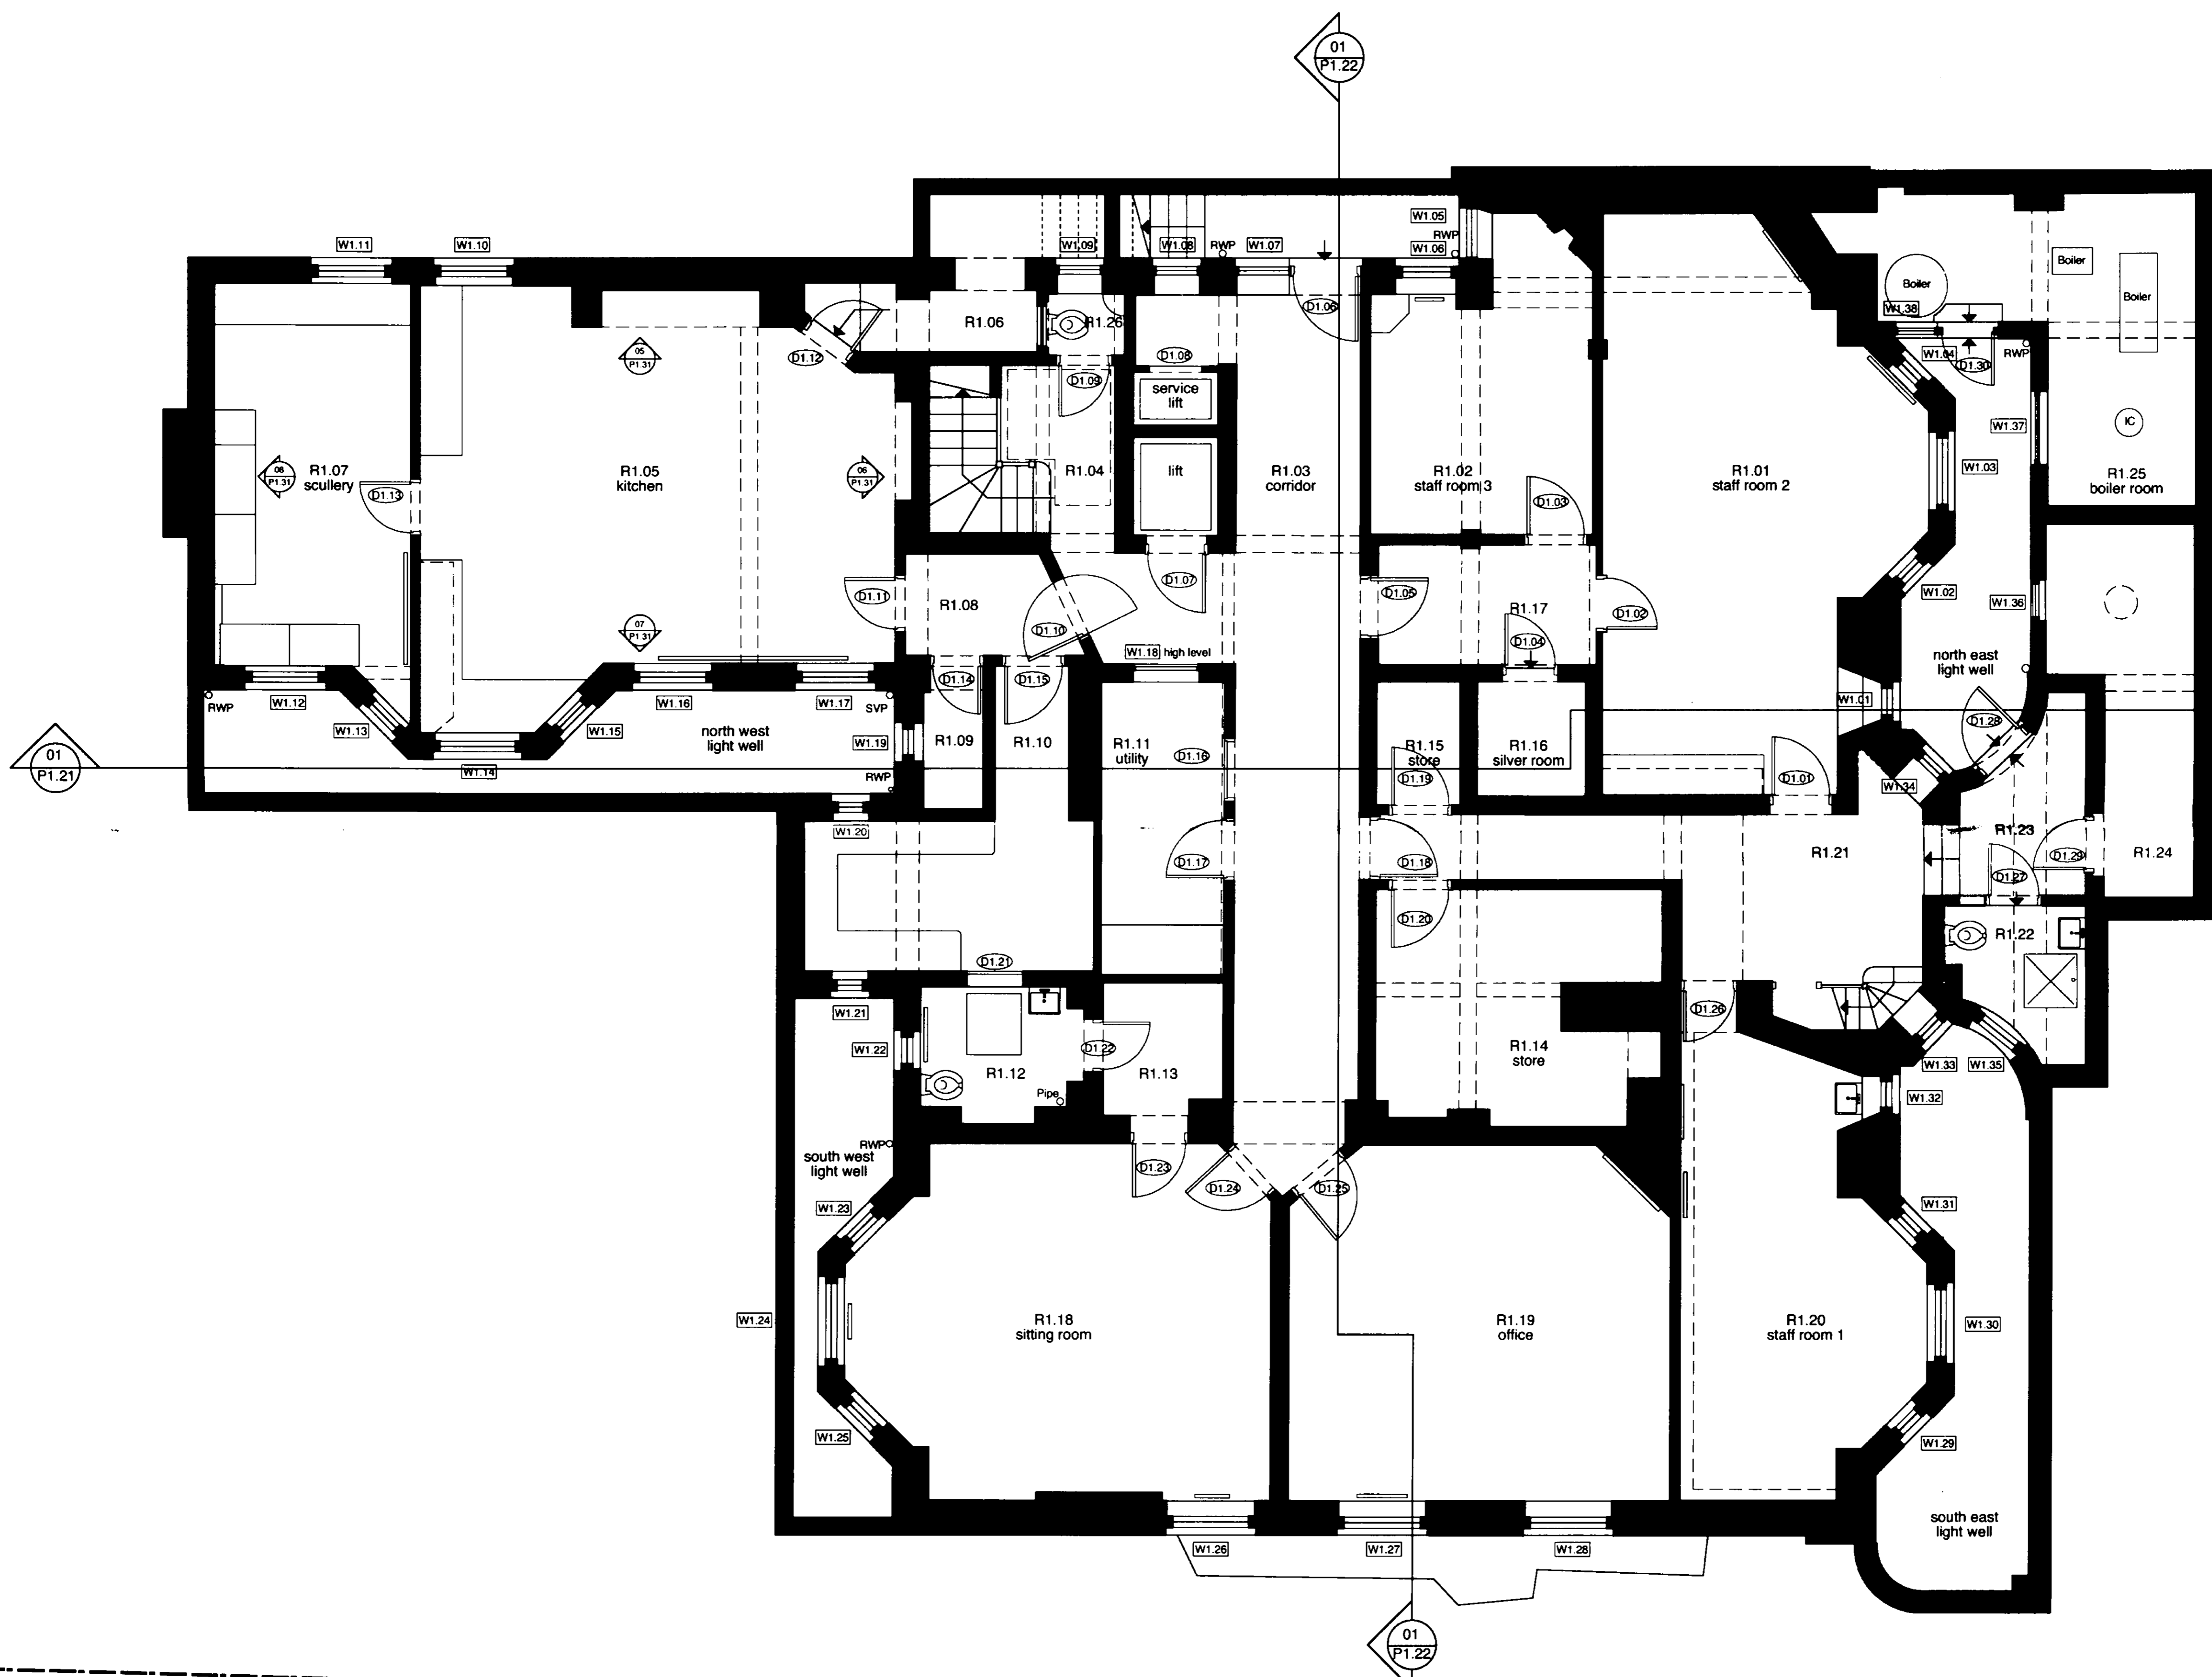 01
P1.22
W1.11
W1.10
W1.09
W1.08
RWP
W1.07
W1.05
RWP
W1.06
D1.06
R1.06
R1.26
D1.12
D1.08
D1.09
service
lift
05
P1.31
Boiler
Boiler
Boiler
W1.38
W1.04
D1.30
RWP
W1.37
IC
R1.07
scullery
08
P1.31
D1.13
R1.05
kitchen
06
P1.31
R1.04
lift
R1.03
corridor
R1.02
staff room 3
D1.03
R1.01
staff room 2
W1.03
R1.25
boiler room
D1.11
R1.08
D1.10
D1.07
D1.05
R1.17
D1.02
D1.04
W1.02
W1.36
07
P1.31
W1.18 high level
north east
light well
RWP
W1.12
W1.13
W1.14
W1.15
W1.16
north west
light well
W1.17
SVP
W1.19
RWP
D1.14
D1.15
R1.09
R1.10
R1.11
utility
D1.16
R1.15
store
D1.19
R1.16
silver room
D1.01
W1.01
D1.28
W1.34
01
P1.21
W1.20
D1.17
D1.18
R1.21
R1.23
D1.29
D1.27
R1.24
D1.20
D1.21
R1.22
W1.21
W1.22
R1.12
D1.22
R1.13
Pipe
R1.14
store
D1.26
W1.33
W1.35
W1.32
RWP
south west
light well
D1.23
D1.24
D1.25
W1.23
W1.31
W1.24
R1.18
sitting room
R1.19
office
R1.20
staff room 1
W1.30
W1.25
W1.29
south east
light well
W1.26
W1.27
W1.28
01
P1.22